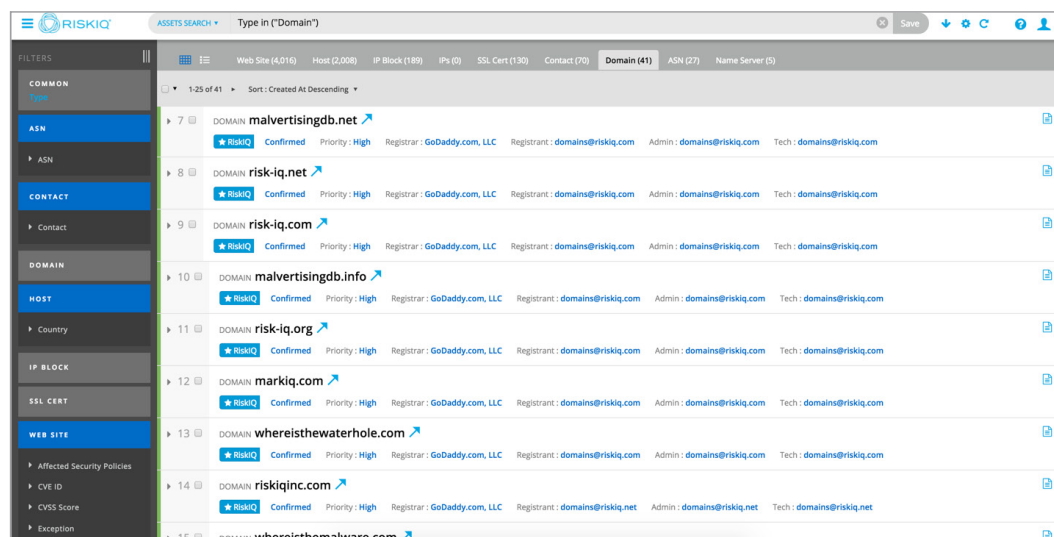 RISKIQ
ASSETS SEARCH ▾ Type in ("Domain") Save
FILTERS
Web Site (4,016) Host (2,008) IP Block (189) IPs (0) SSL Cert (130) Contact (70) Domain (41) ASN (27) Name Server (5)
COMMON
Type
1-25 of 41 Sort : Created At Descending
ASN
ASN
CONTACT
Contact
DOMAIN
HOST
Country
IP BLOCK
SSL CERT
WEB SITE
Affected Security Policies
CVE ID
CVSS Score
Exception
7 DOMAIN malvertisingdb.net
RiskIQ Confirmed Priority : High Registrar : GoDaddy.com, LLC Registrant : domains@riskiq.com Admin : domains@riskiq.com Tech : domains@riskiq.com
8 DOMAIN risk-iq.net
RiskIQ Confirmed Priority : High Registrar : GoDaddy.com, LLC Registrant : domains@riskiq.com Admin : domains@riskiq.com Tech : domains@riskiq.com
9 DOMAIN risk-iq.com
RiskIQ Confirmed Priority : High Registrar : GoDaddy.com, LLC Registrant : domains@riskiq.com Admin : domains@riskiq.com Tech : domains@riskiq.com
10 DOMAIN malvertisingdb.info
RiskIQ Confirmed Priority : High Registrar : GoDaddy.com, LLC Registrant : domains@riskiq.com Admin : domains@riskiq.com Tech : domains@riskiq.com
11 DOMAIN risk-iq.org
RiskIQ Confirmed Priority : High Registrar : GoDaddy.com, LLC Registrant : domains@riskiq.com Admin : domains@riskiq.com Tech : domains@riskiq.com
12 DOMAIN markiq.com
RiskIQ Confirmed Priority : High Registrar : GoDaddy.com, LLC Registrant : domains@riskiq.com Admin : domains@riskiq.com Tech : domains@riskiq.com
13 DOMAIN whereisthewaterhole.com
RiskIQ Confirmed Priority : High Registrar : GoDaddy.com, LLC Registrant : domains@riskiq.com Admin : domains@riskiq.com Tech : domains@riskiq.com
14 DOMAIN riskiqinc.com
RiskIQ Confirmed Priority : High Registrar : GoDaddy.com, LLC Registrant : domains@riskiq.net Admin : domains@riskiq.net Tech : domains@riskiq.net
15 DOMAIN whereisthemalware.com